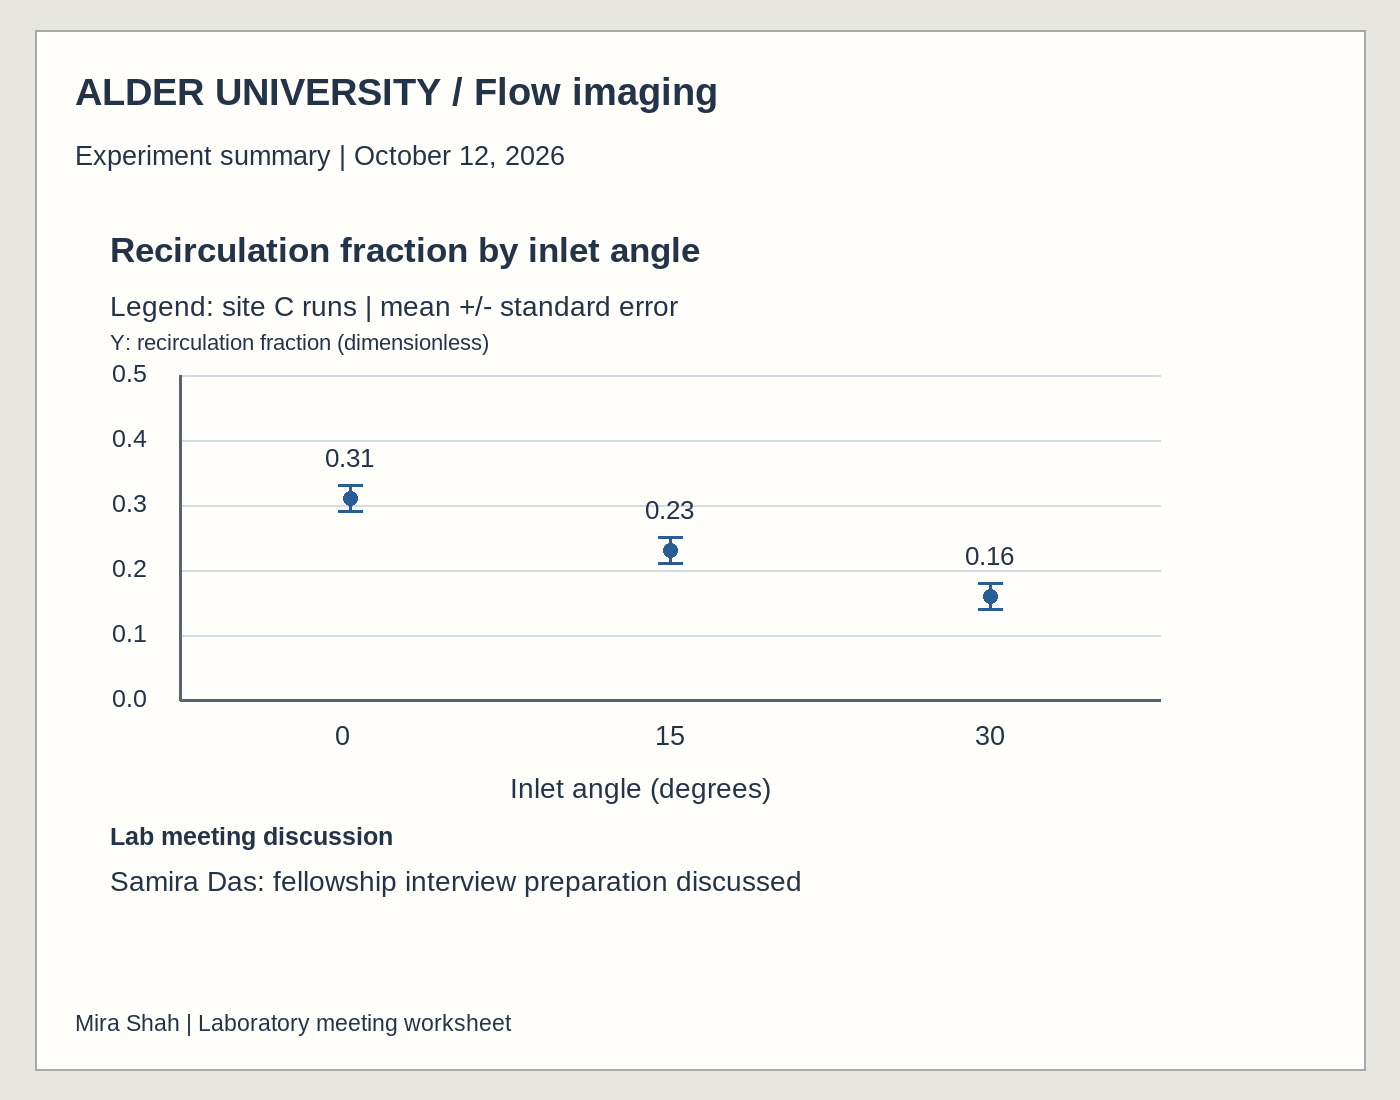 ALDER UNIVERSITY / Flow imaging
Experiment summary | October 12, 2026
Recirculation fraction by inlet angle
Legend: site C runs | mean +/- standard error
Y: recirculation fraction (dimensionless)
0.5
0.4
0.31
0.3
0.23
0.2
0.16
0.1
0.0
0 15 30
Inlet angle (degrees)
Lab meeting discussion
Samira Das: fellowship interview preparation discussed
Mira Shah | Laboratory meeting worksheet